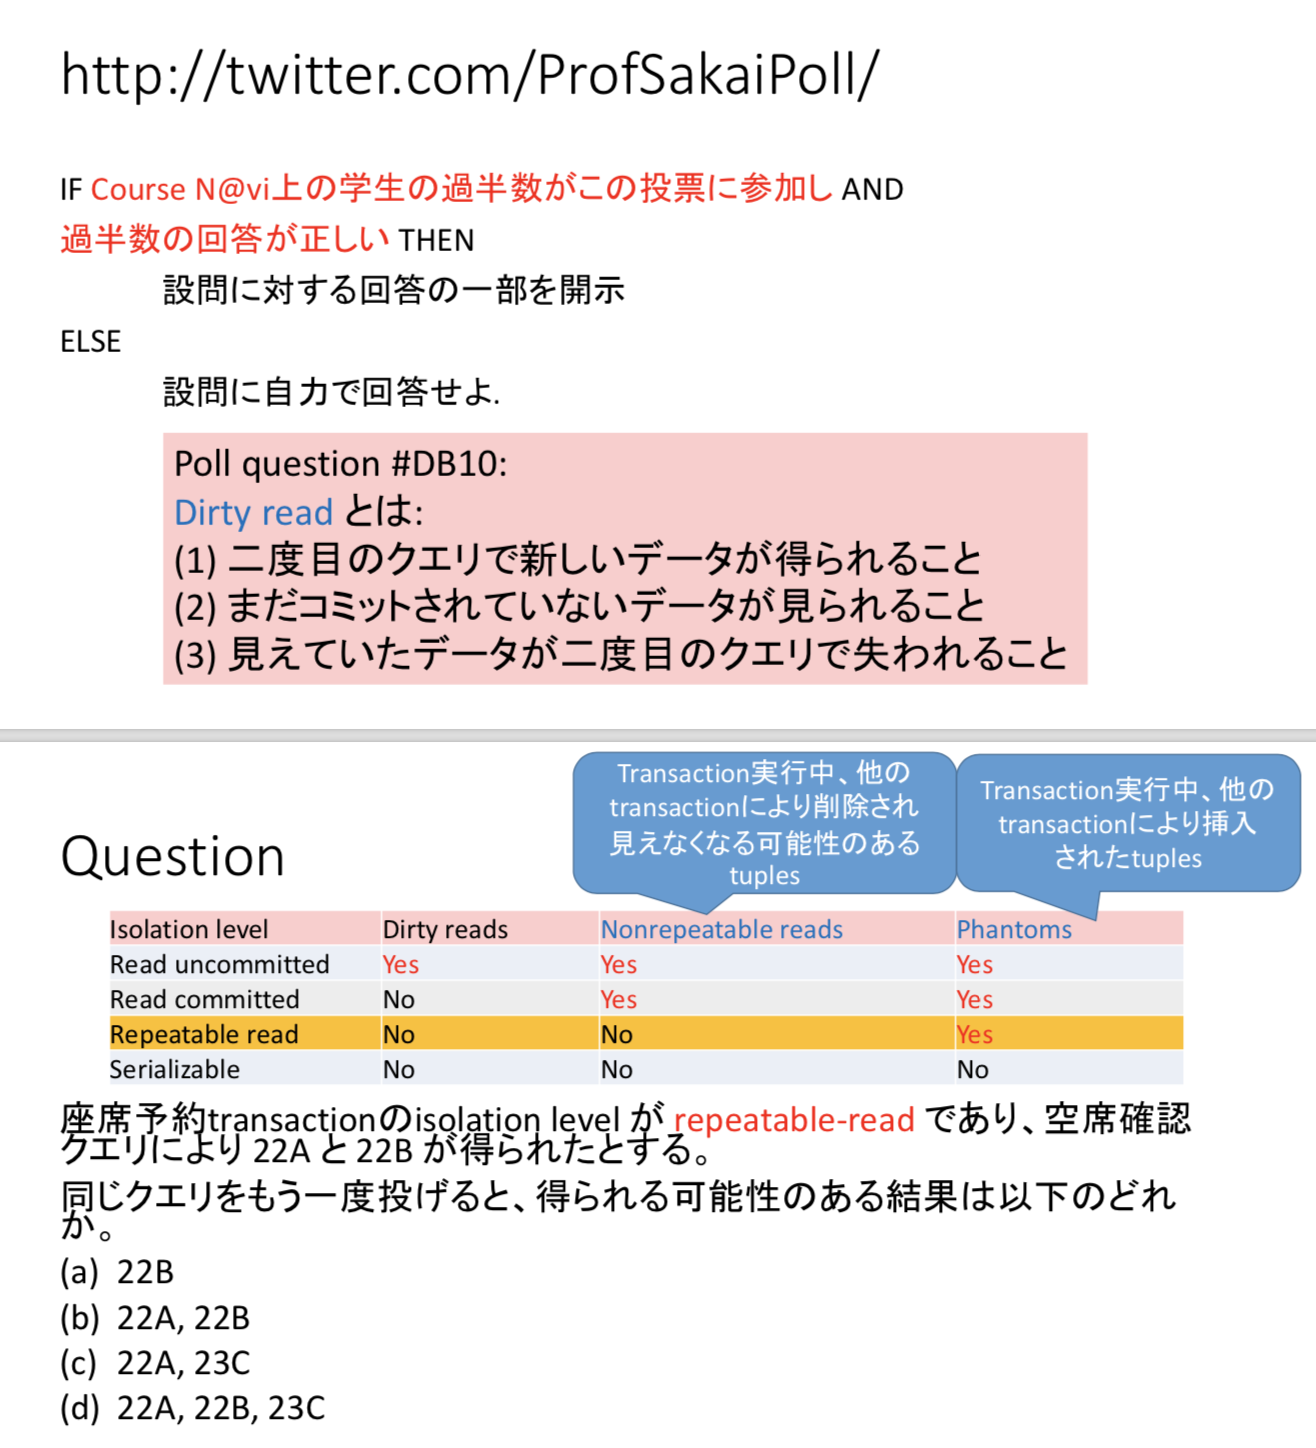 http://twitter.com/ProfSakaiPoll/
IF Course N@vi上の学生の過半数がこの投票に参加し AND
過半数の回答が正しい THEN
設問に対する回答の一部を開示
ELSE
設問に自力で回答せよ.
Poll question #DB10:
Dirty read とは:
(1) 二度目のクエリで新しいデータが得られること
(2) まだコミットされていないデータが見られること
(3) 見えていたデータが二度目のクエリで失われること
Transaction実行中、他の
transactionにより削除され
見えなくなる可能性のある
tuples
Transaction実行中、他の
transactionにより挿入
されたtuples
Question
Isolation level Dirty reads Nonrepeatable reads Phantoms
Read uncommitted Yes Yes Yes
Read committed No Yes Yes
Repeatable read No No Yes
Serializable No No No
座席予約transactionのisolation level が repeatable-read であり、空席確認
クエリにより 22A と 22B が得られたとする。
同じクエリをもう一度投げると、得られる可能性のある結果は以下のどれ
か。
(a) 22B
(b) 22A, 22B
(c) 22A, 23C
(d) 22A, 22B, 23C